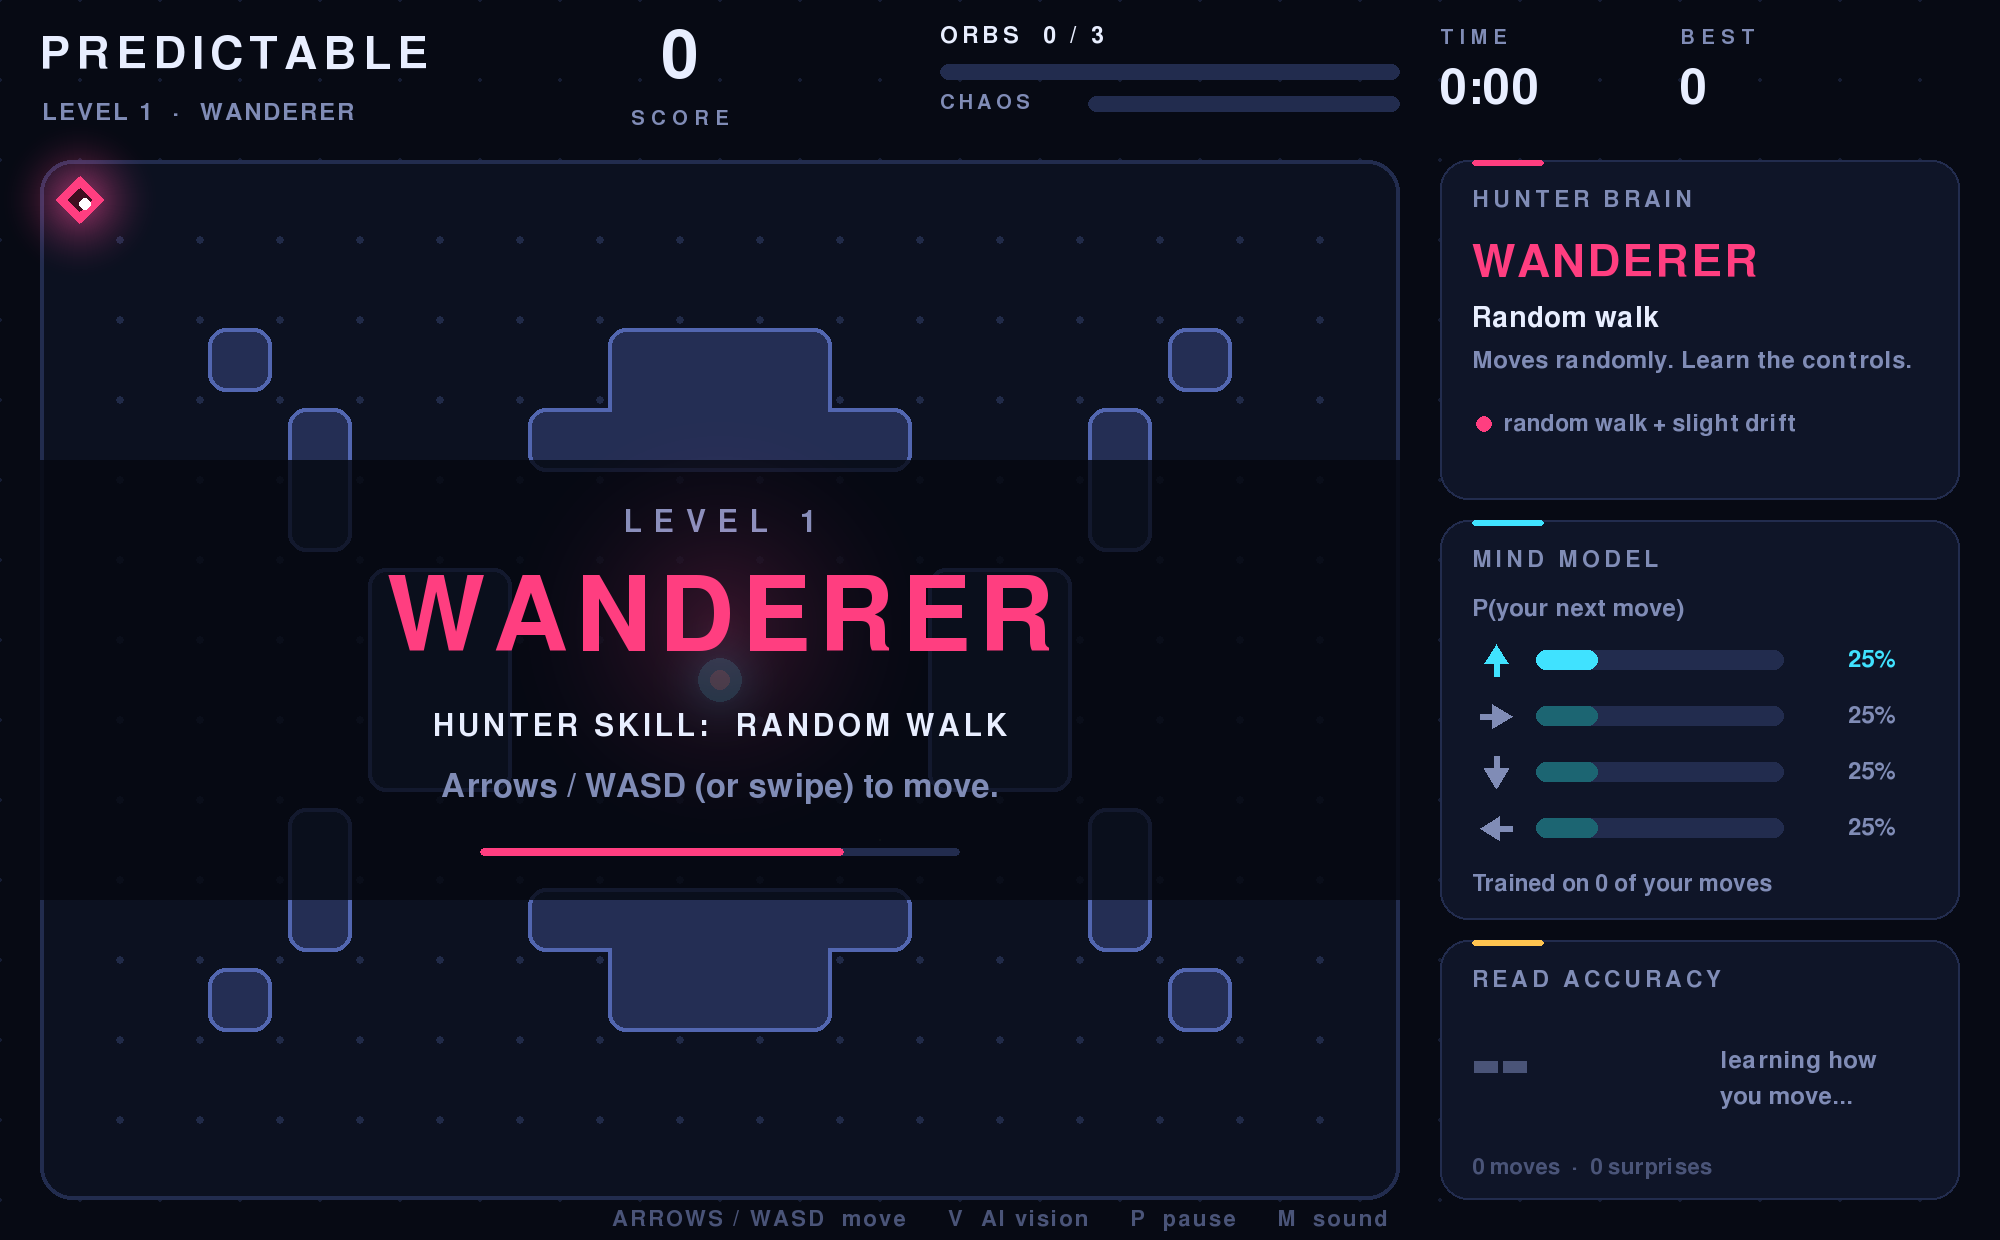 PREDICTABLE
LEVEL 1 · WANDERER
0
SCORE
ORBS 0 / 3
CHAOS
TIME
0:00
BEST
0
LEVEL 1
WANDERER
HUNTER SKILL: RANDOM WALK
Arrows / WASD (or swipe) to move.
HUNTER BRAIN
WANDERER
Random walk
Moves randomly. Learn the controls.
random walk + slight drift
MIND MODEL
P(your next move)
25%
25%
25%
25%
Trained on 0 of your moves
READ ACCURACY
--
learning how
you move...
0 moves · 0 surprises
ARROWS / WASD move V AI vision P pause M sound